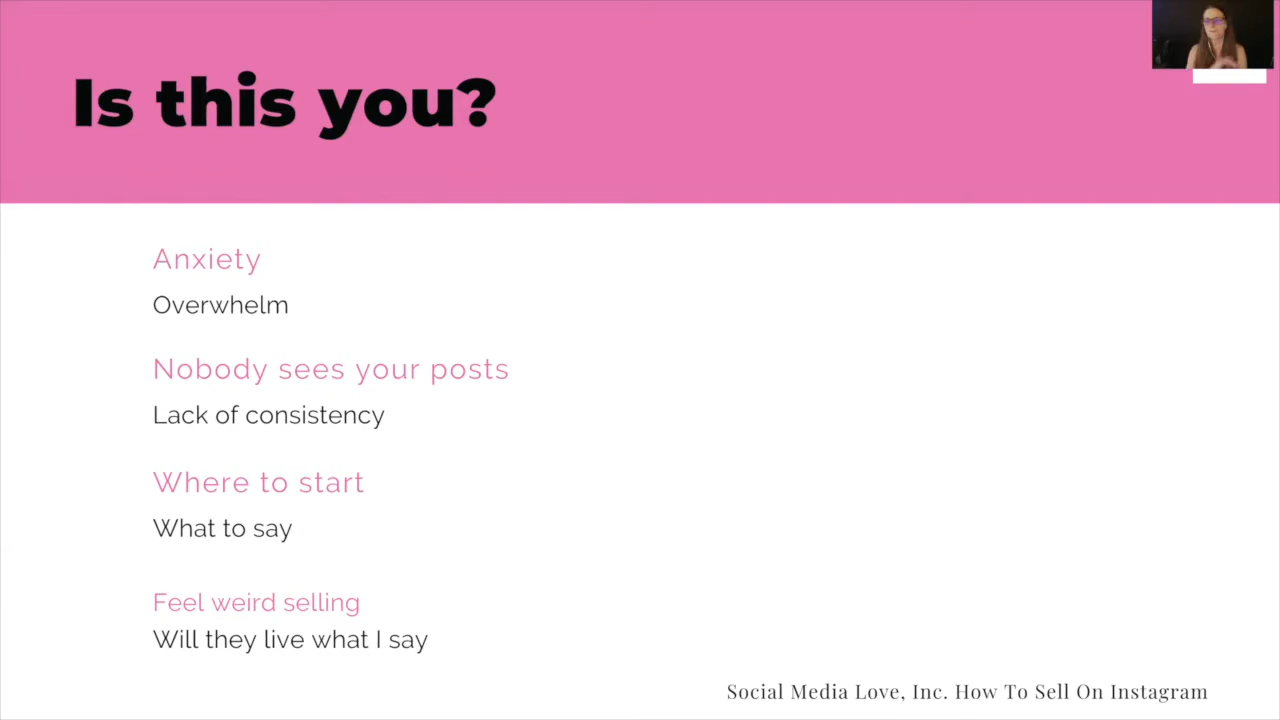 Is this you?
Anxiety
Overwhelm
Nobody sees your posts
Lack of consistency
Where to start
What to say
Feel weird selling
Will they live what I say
Social Media Love, Inc. How To Sell On Instagram